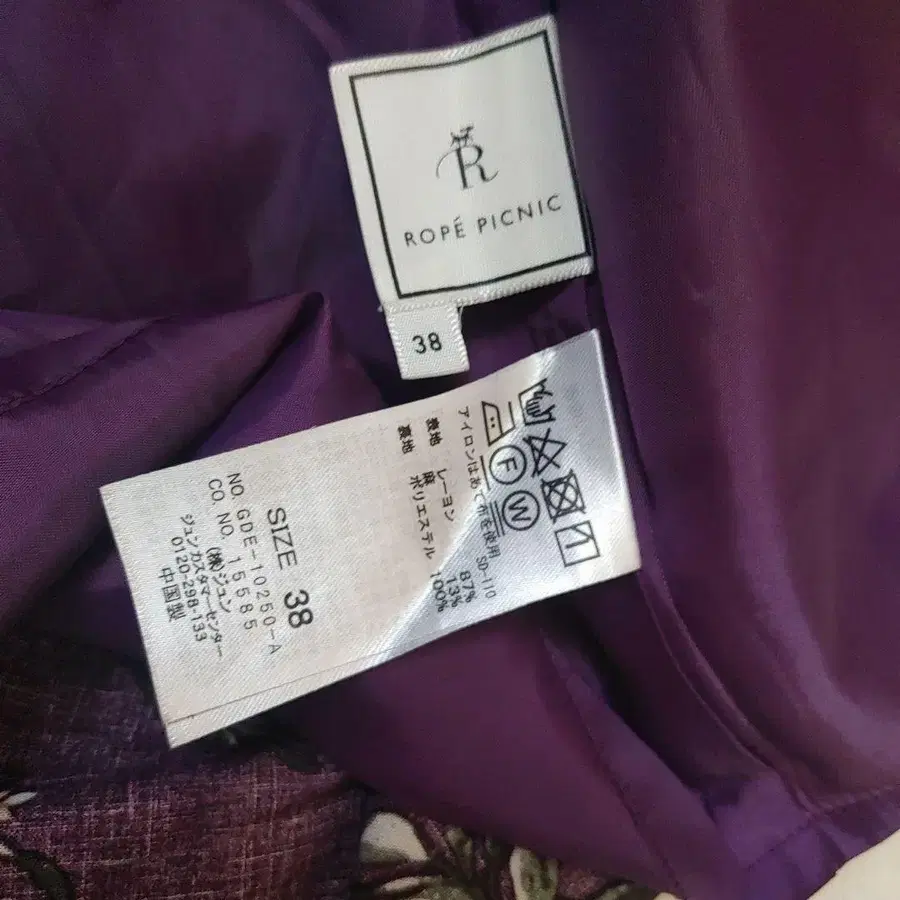 R
ROPÉ PICNIC
38
F
W
アイロンはあて布を使用
SD-110
表地 レーヨン 87%
麻 13%
裏地 ポリエステル 100%
SIZE 38
NO. GDE-10250-A
CO. NO. 15585
(株)ジュン
ジュンカスタマーセンター
0120-298-133
中国製